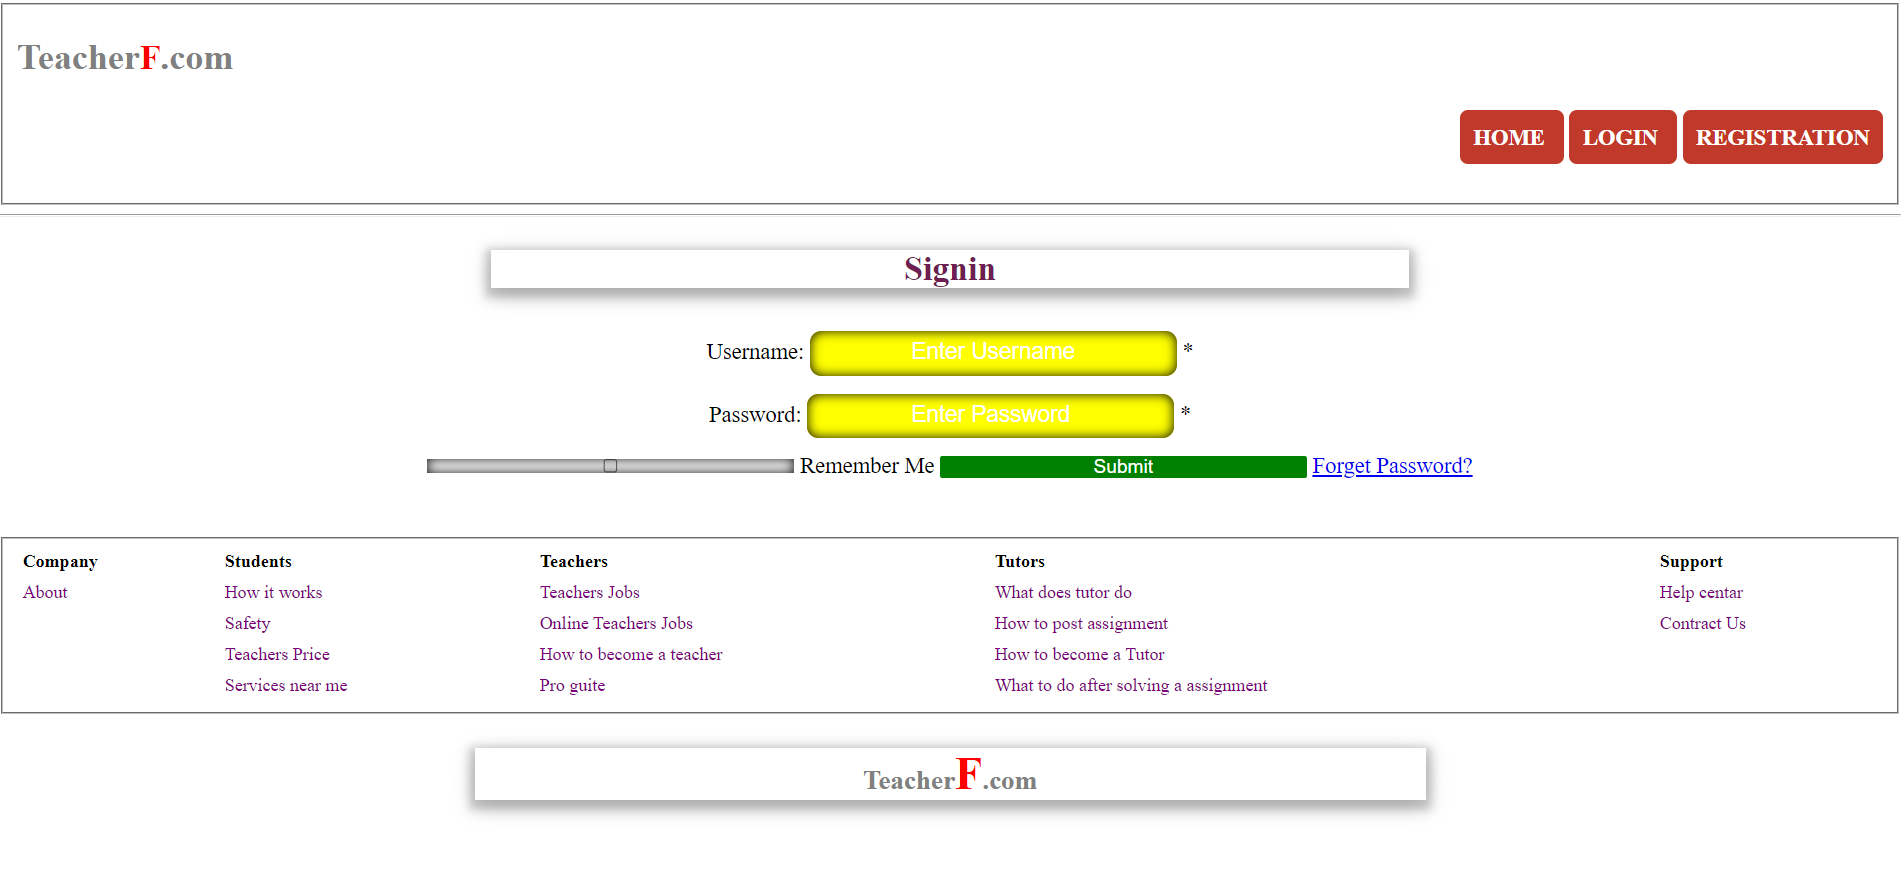 TeacherF.com
HOME LOGIN REGISTRATION
Signin
Username: Enter Username *
Password: Enter Password *
Remember Me Submit Forget Password?
Company Students Teachers Tutors Support
About How it works Teachers Jobs What does tutor do Help centar
Safety Online Teachers Jobs How to post assignment Contract Us
Teachers Price How to become a teacher How to become a Tutor
Services near me Pro guite What to do after solving a assignment
TeacherF.com